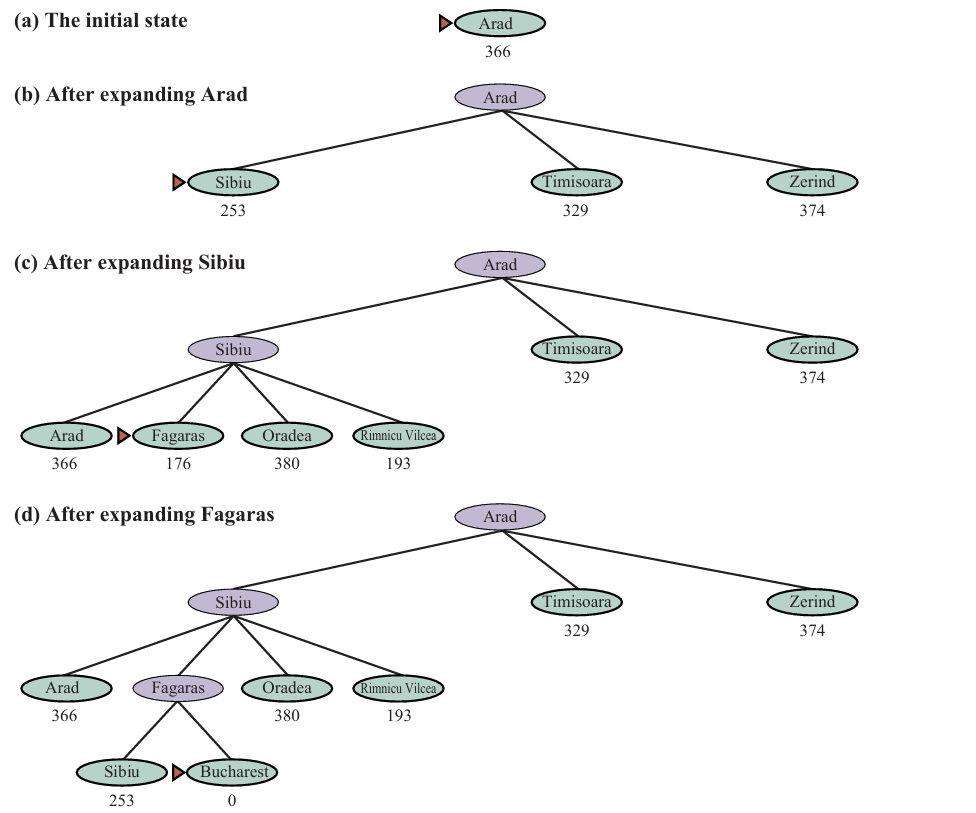 (a) The initial state
Arad
366
(b) After expanding Arad
Arad
Sibiu Timisoara Zerind
253 329 374
(c) After expanding Sibiu
Arad
Sibiu Timisoara Zerind
329 374
Arad Fagaras Oradea Rimnicu Vilcea
366 176 380 193
(d) After expanding Fagaras
Arad
Sibiu Timisoara Zerind
329 374
Arad Fagaras Oradea Rimnicu Vilcea
366 380 193
Sibiu Bucharest
253 0